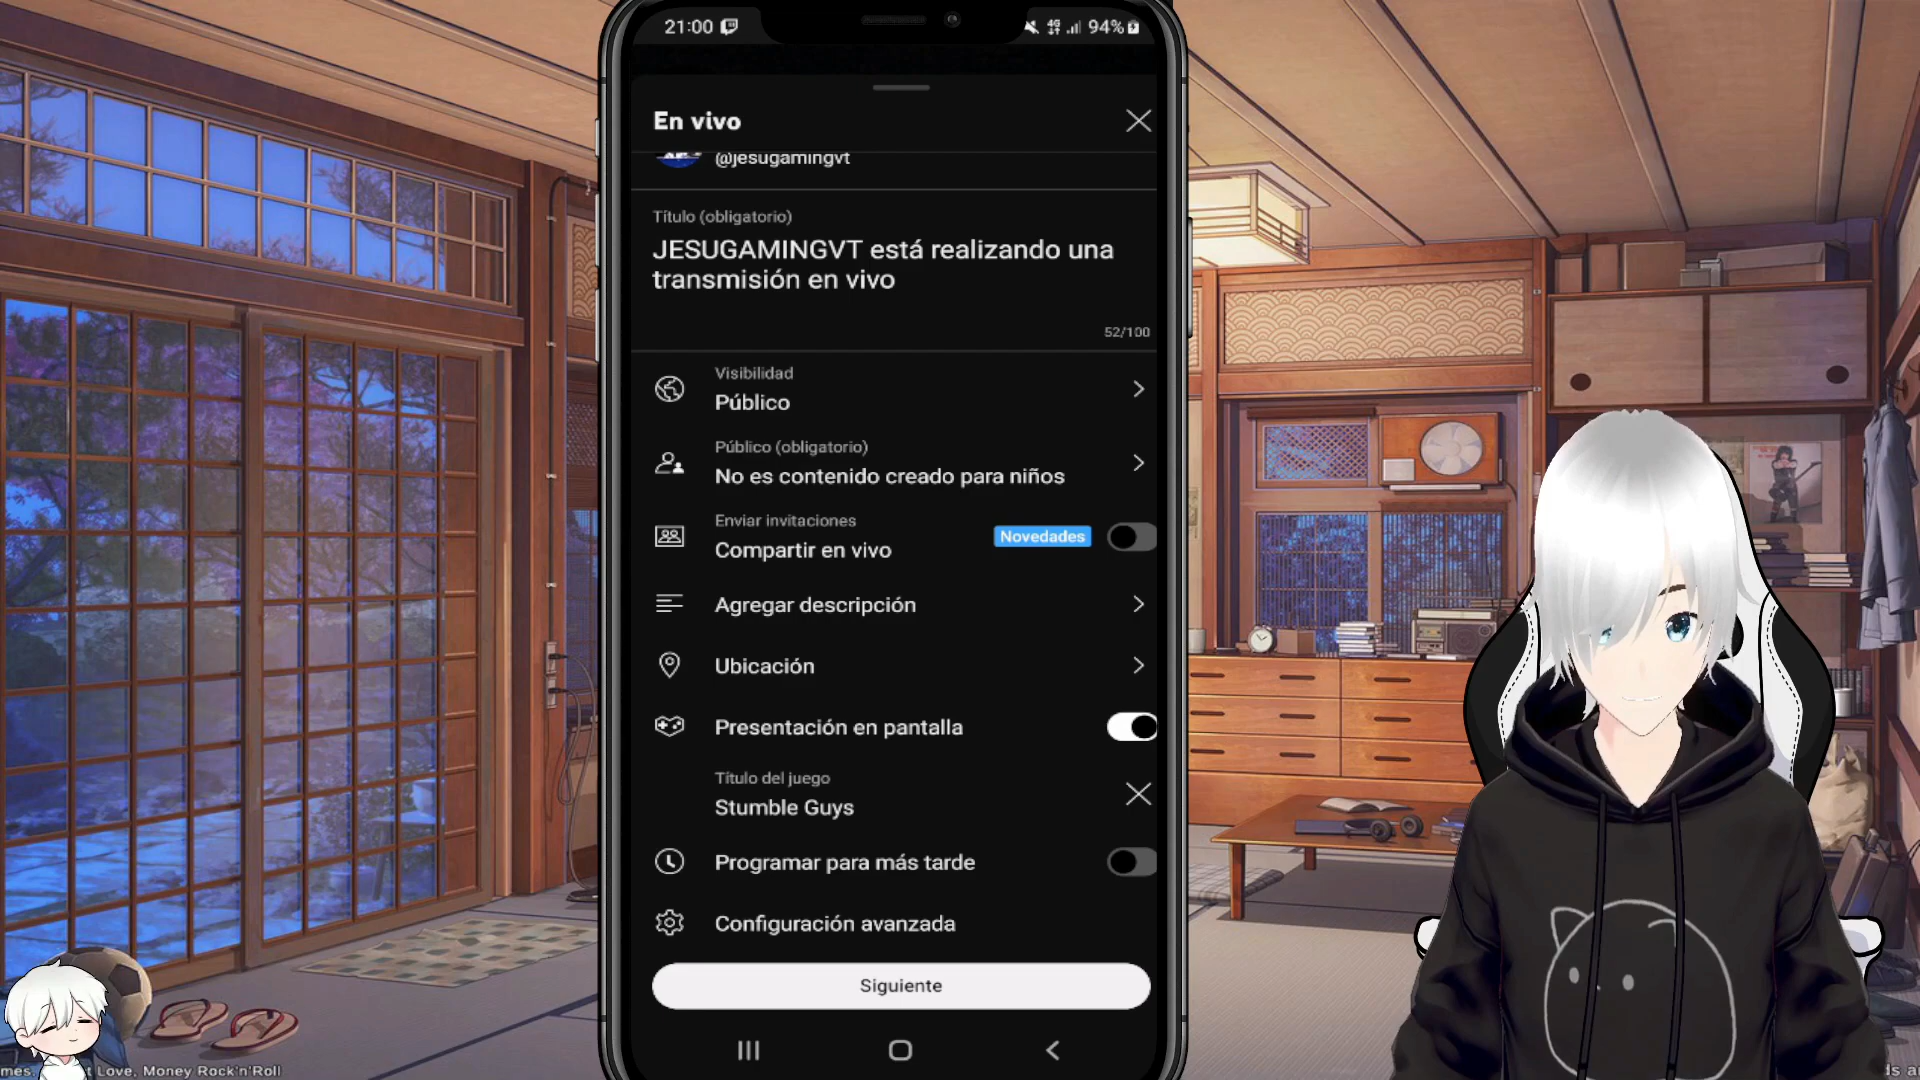 21:00
4G
94%
En vivo
@jesugamingvt
Título (obligatorio)
JESUGAMINGVT está realizando una
transmisión en vivo
52/100
Visibilidad
Público
Público (obligatorio)
No es contenido creado para niños
Enviar invitaciones
Compartir en vivo
Novedades
Agregar descripción
Ubicación
Presentación en pantalla
Título del juego
Stumble Guys
Programar para más tarde
Configuración avanzada
Siguiente
Love, Money Rock'n'Roll